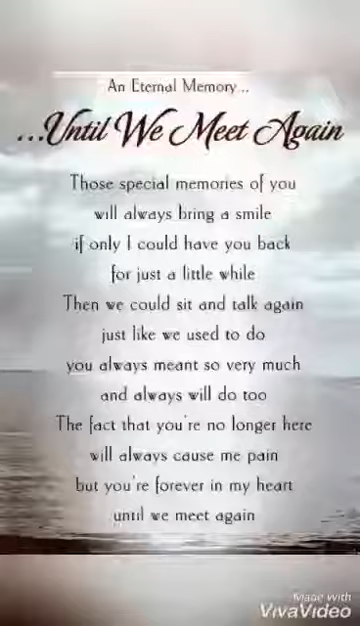 An Eternal Memory...
...Until We Meet Again
Those special memories of you
will always bring a smile
if only I could have you back
for just a little while
Then we could sit and talk again
just like we used to do
you always meant so very much
and always will do too
The fact that you're no longer here
will always cause me pain
but you're forever in my heart
until we meet again
Made with
VivaVideo